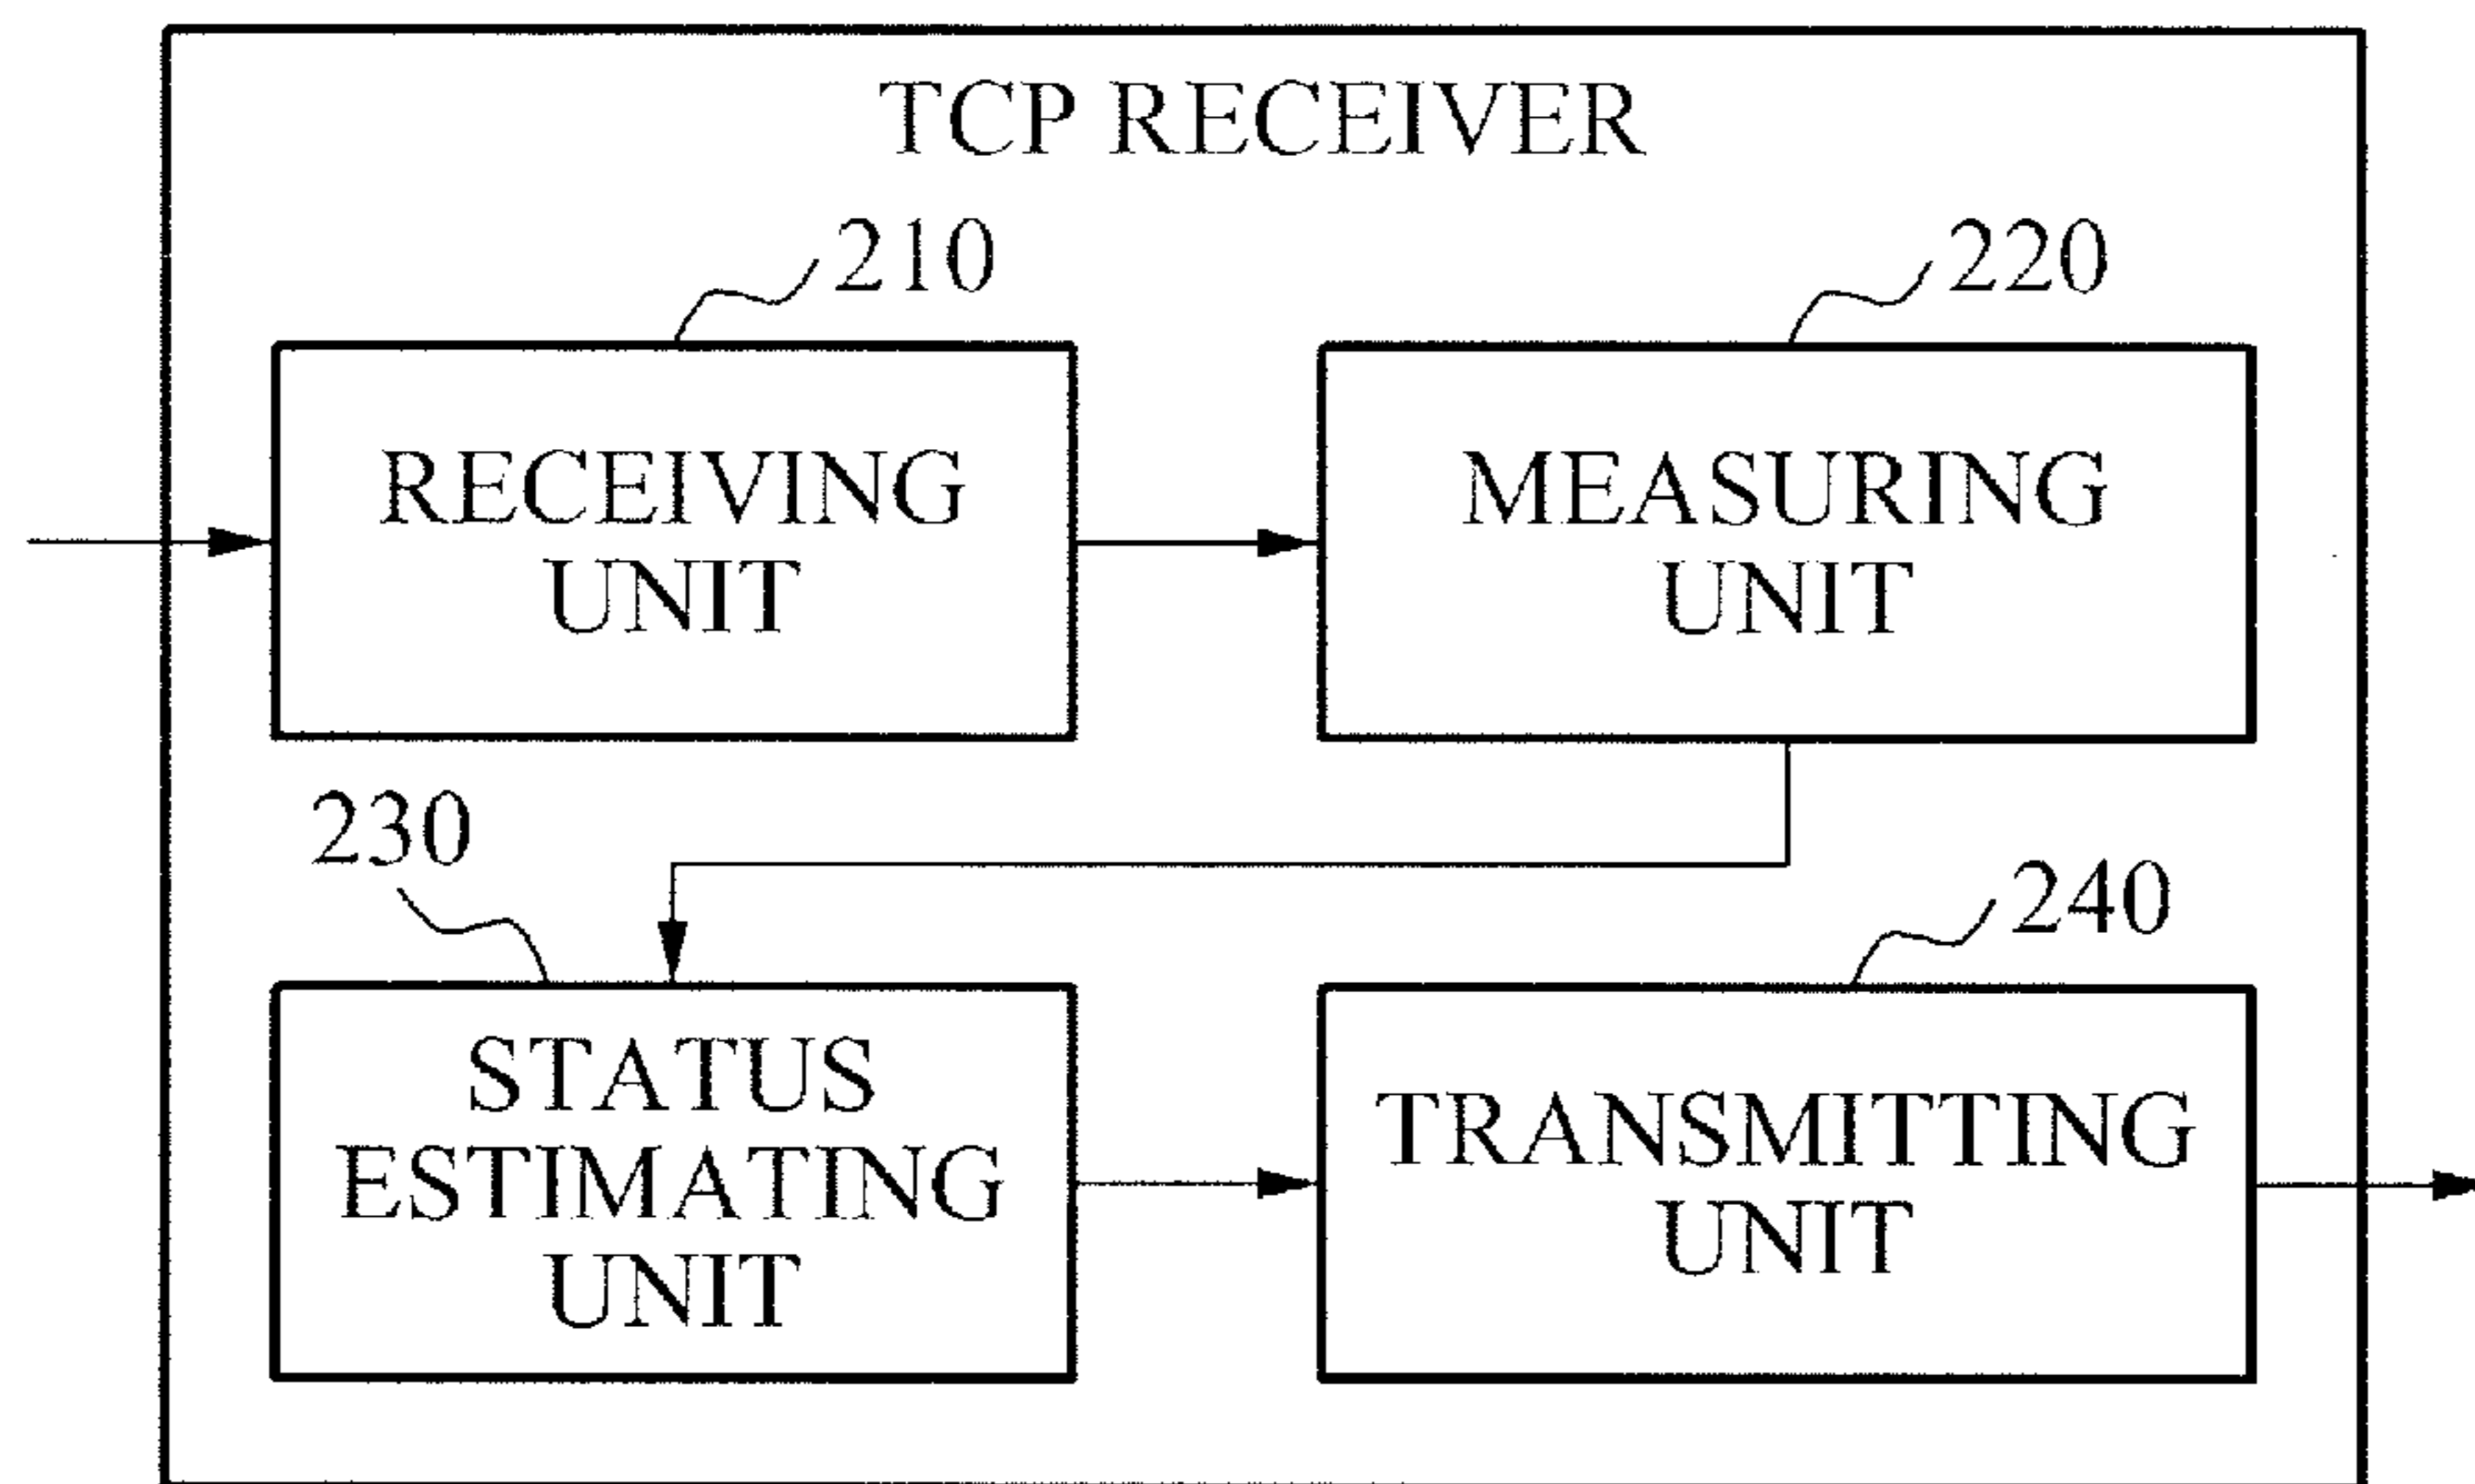 TCP RECEIVER
210
220
RECEIVING
UNIT
MEASURING
UNIT
230
240
STATUS
ESTIMATING
UNIT
TRANSMITTING
UNIT